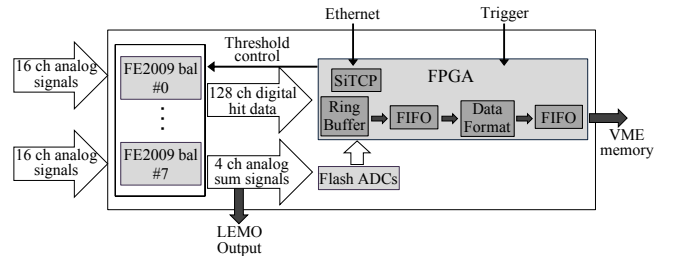 Ethernet
Trigger
16 ch analog
signals
FE2009 bal
#0
Threshold
control
128 ch digital
hit data
SiTCP
FPGA
Ring
Buffer
FIFO
Data
Format
FIFO
VME
memory
16 ch analog
signals
FE2009 bal
#7
4 ch analog
sum signals
Flash ADCs
LEMO
Output